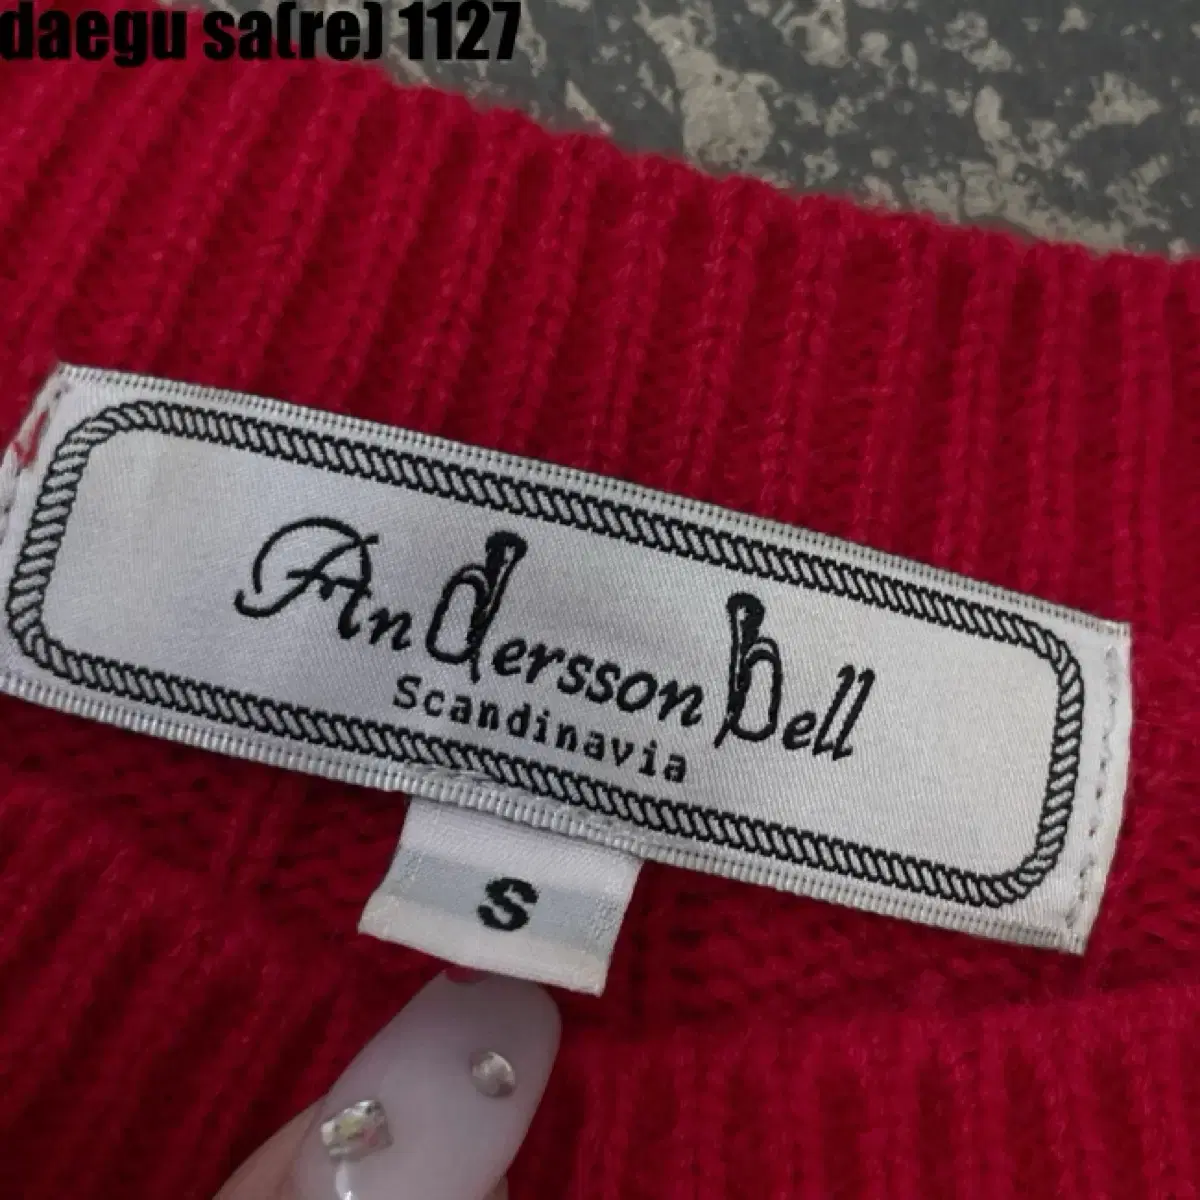 daegu sa(re) 1127
Andersson bell
Scandinavia
S